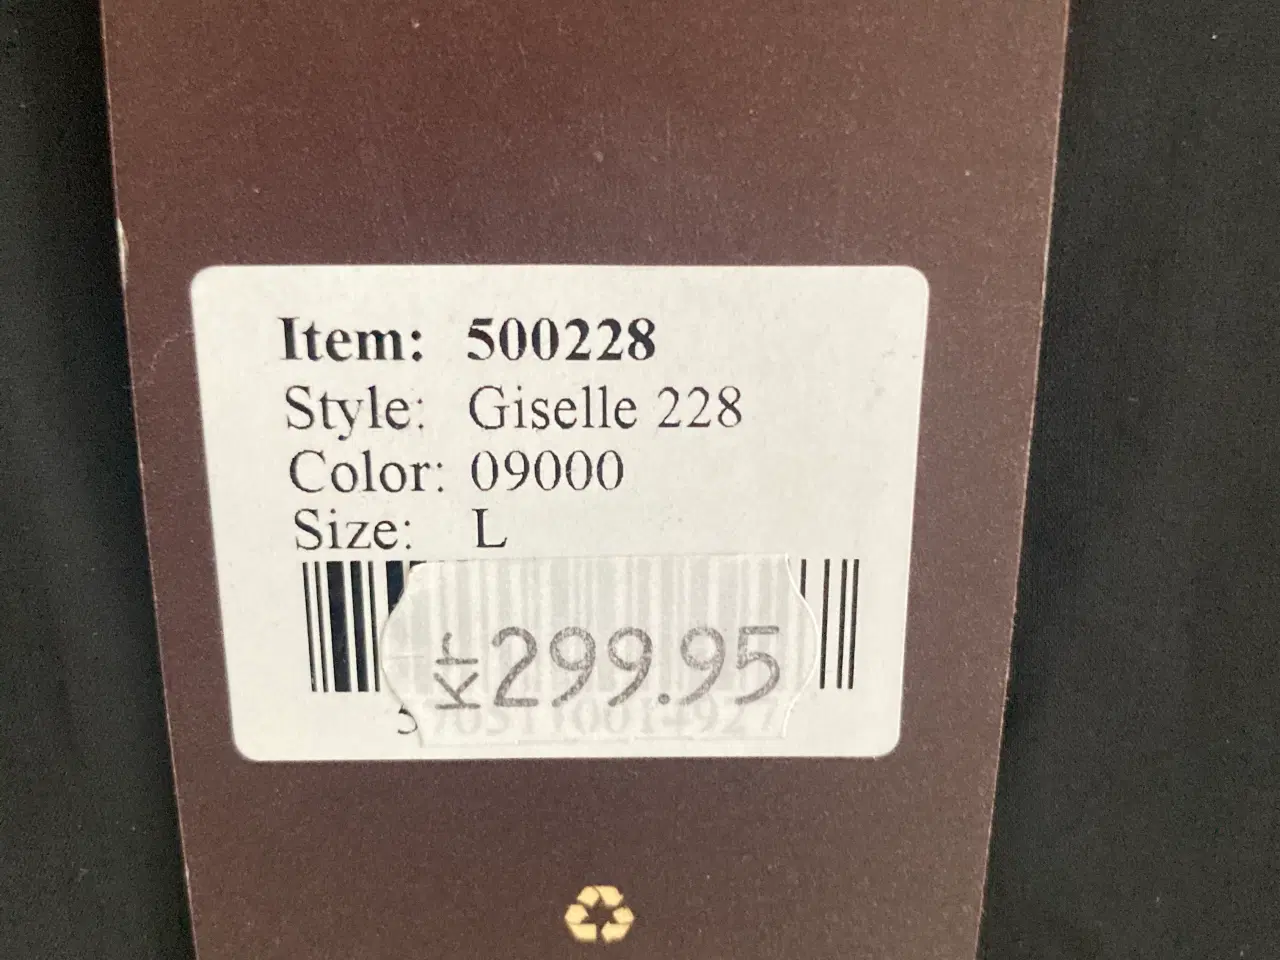 Item: 500228
Style: Giselle 228
Color: 09000
Size: L
Kr 299.95